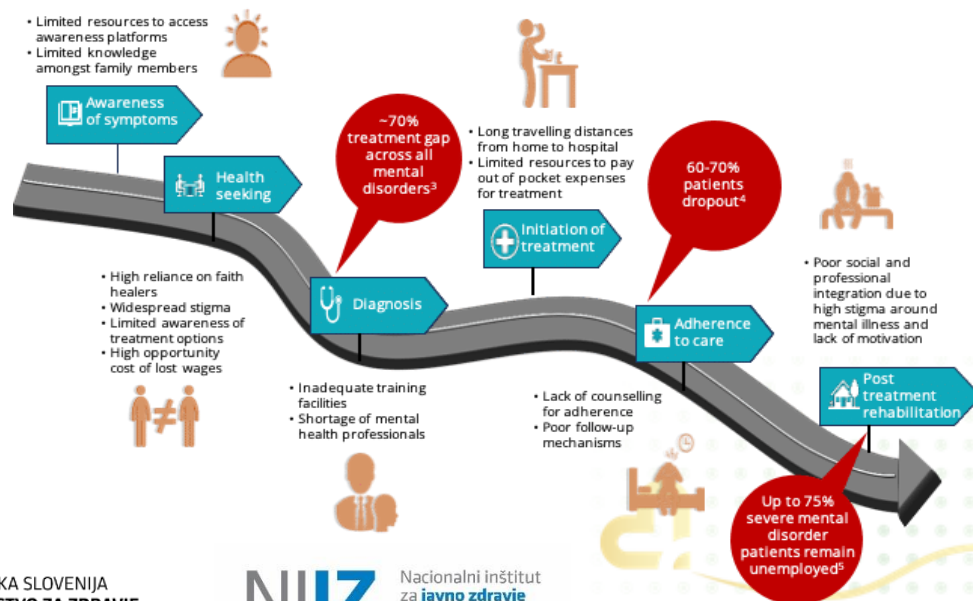 • Limited resources to access
awareness platforms
• Limited knowledge
amongst family members
Awareness
of symptoms
Health
seeking
• High reliance on faith
healers
• Widespread stigma
• Limited awareness of
treatment options
• High opportunity
cost of lost wages
~70%
treatment gap
across all
mental
disorders³
Diagnosis
• Inadequate training
facilities
• Shortage of mental
health professionals
• Long travelling distances
from home to hospital
• Limited resources to pay
out of pocket expenses
for treatment
Initiation of
treatment
60-70%
patients
dropout⁴
Adherence
to care
• Lack of counselling
for adherence
• Poor follow-up
mechanisms
• Poor social and
professional
integration due to
high stigma around
mental illness and
lack of motivation
Post
treatment
rehabilitation
Up to 75%
severe mental
disorder
patients remain
unemployed⁵
KA SLOVENIJA
STVO ZA ZDRAVJE
NIJZ
Nacionalni inštitut
za javno zdravje